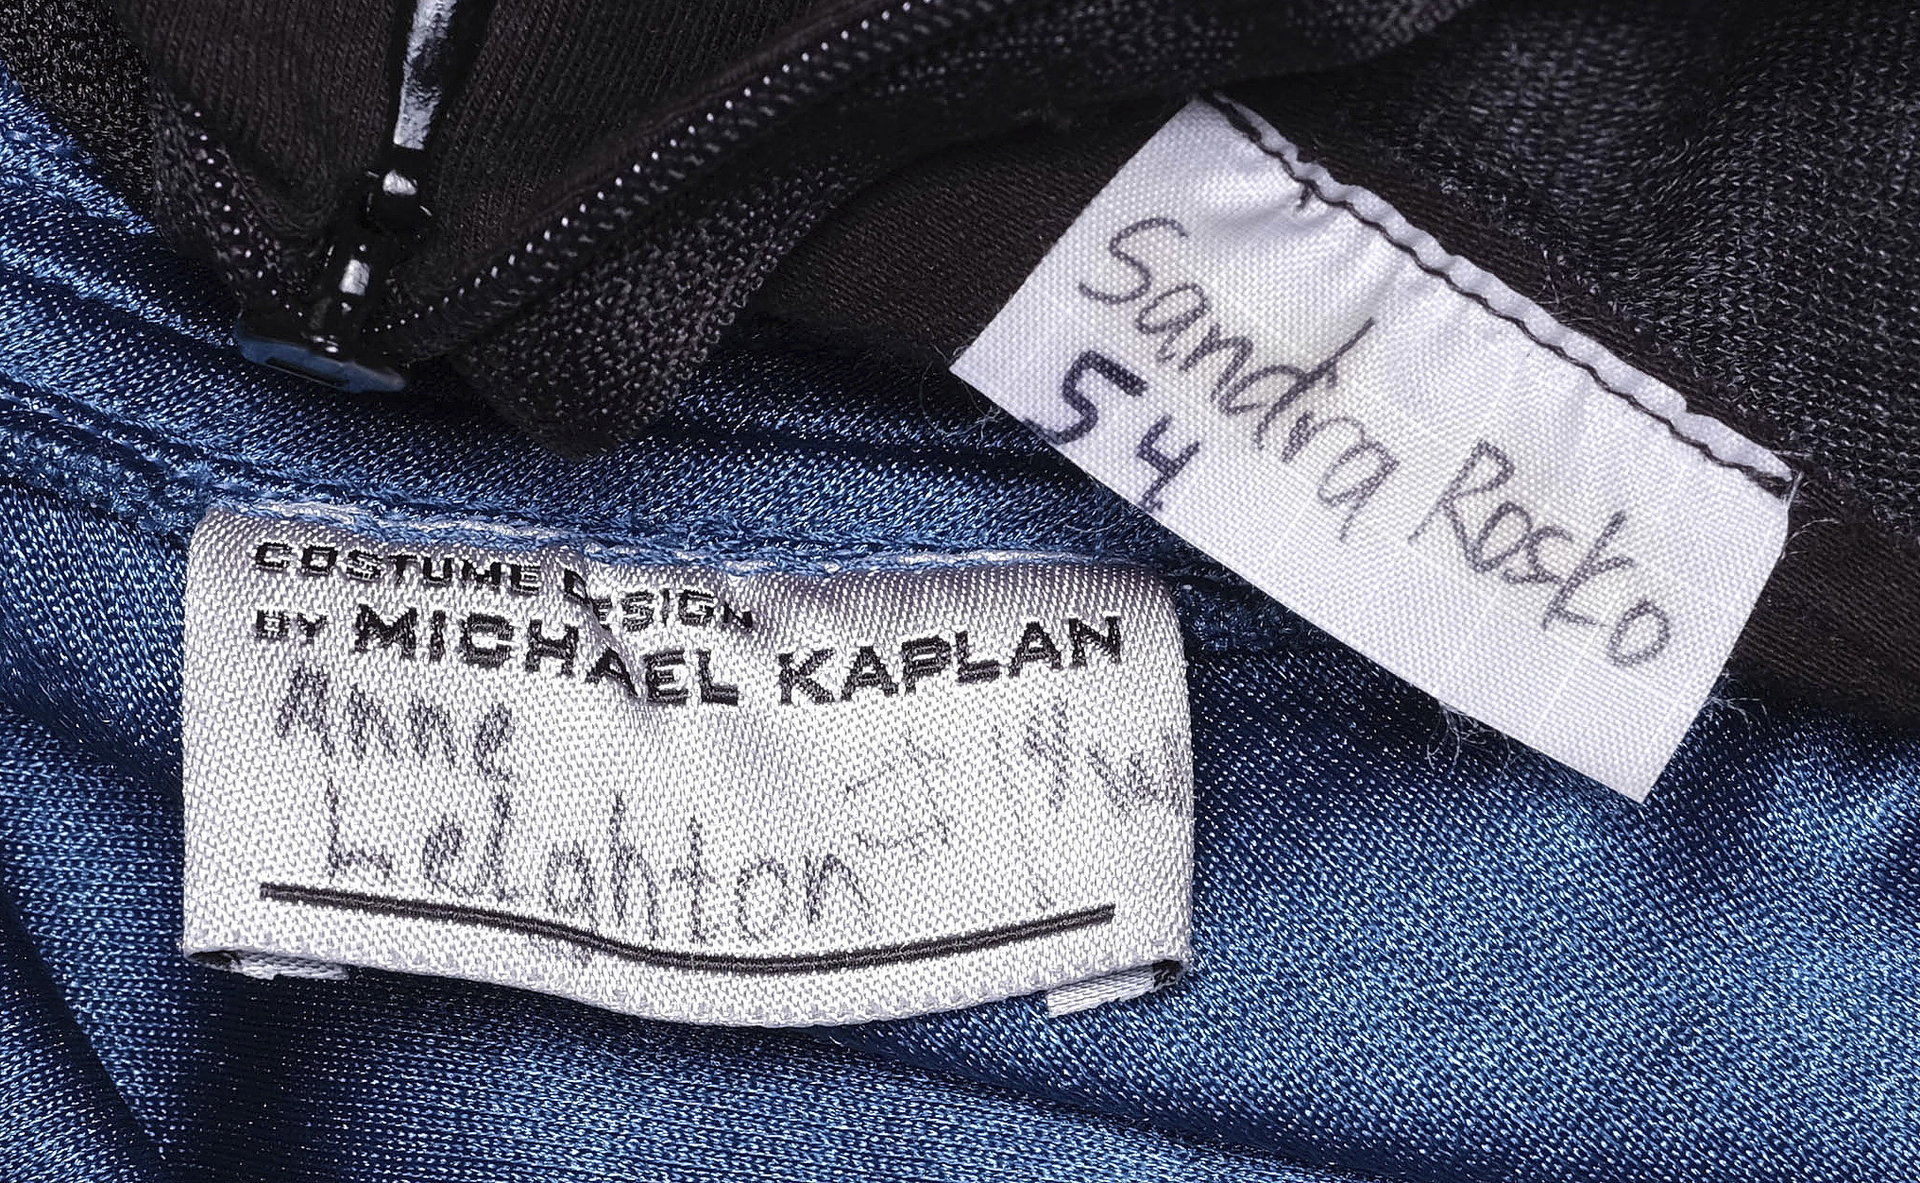 COSTUME DESIGN
BY MICHAEL KAPLAN
Anne
Leighton
Sandra Rosko
54